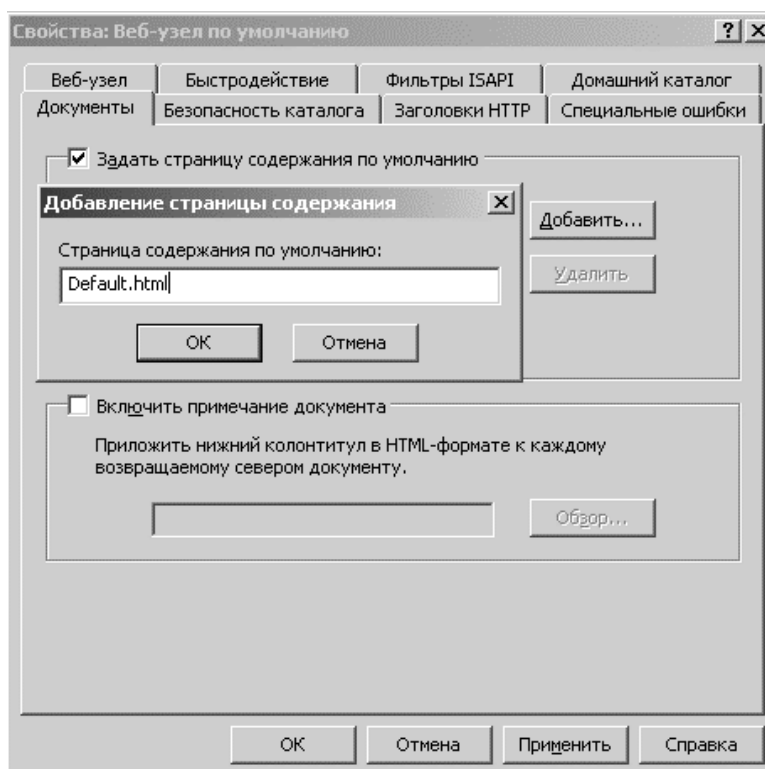 Свойства: Веб-узел по умолчанию
Веб-узел Быстродействие Фильтры ISAPI Домашний каталог
Документы Безопасность каталога Заголовки HTTP Специальные ошибки
Задать страницу содержания по умолчанию
Добавление страницы содержания
Добавить...
Страница содержания по умолчанию:
Default.html
Удалить
ОК Отмена
Включить примечание документа
Приложить нижний колонтитул в HTML-формате к каждому
возвращаемому севером документу.
Обзор...
ОК Отмена Применить Справка